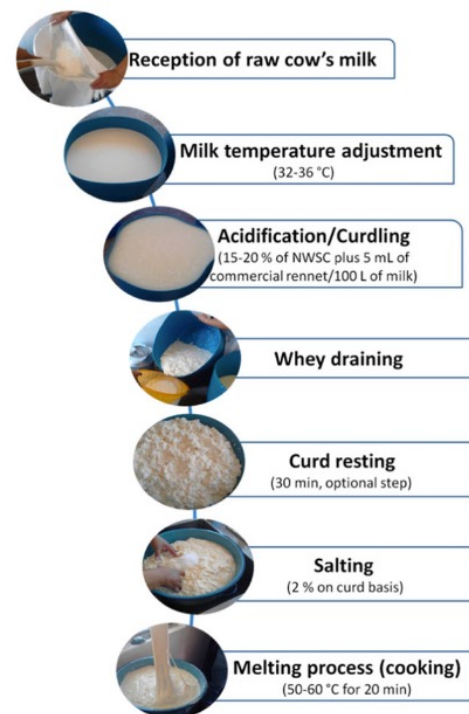 Reception of raw cow's milk
Milk temperature adjustment
(32-36 °C)
Acidification/Curdling
(15-20 % of NWSC plus 5 mL of
commercial rennet/100 L of milk)
Whey draining
Curd resting
(30 min, optional step)
Salting
(2 % on curd basis)
Melting process (cooking)
(50-60 °C for 20 min)